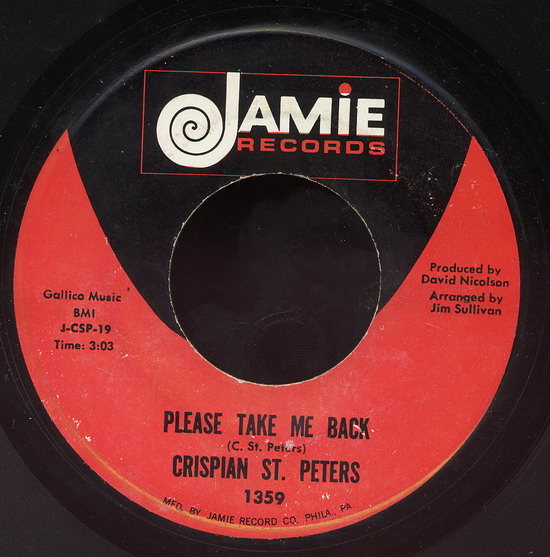 JAMiE
RECORDS
Gallico Music
BMI
J-CSP-19
Time: 3:03
Produced by
David Nicolson
Arranged by
Jim Sullivan
PLEASE TAKE ME BACK
(C. St. Peters)
CRISPIAN ST. PETERS
1359
MFD. BY JAMIE RECORD CO. PHILA., PA.